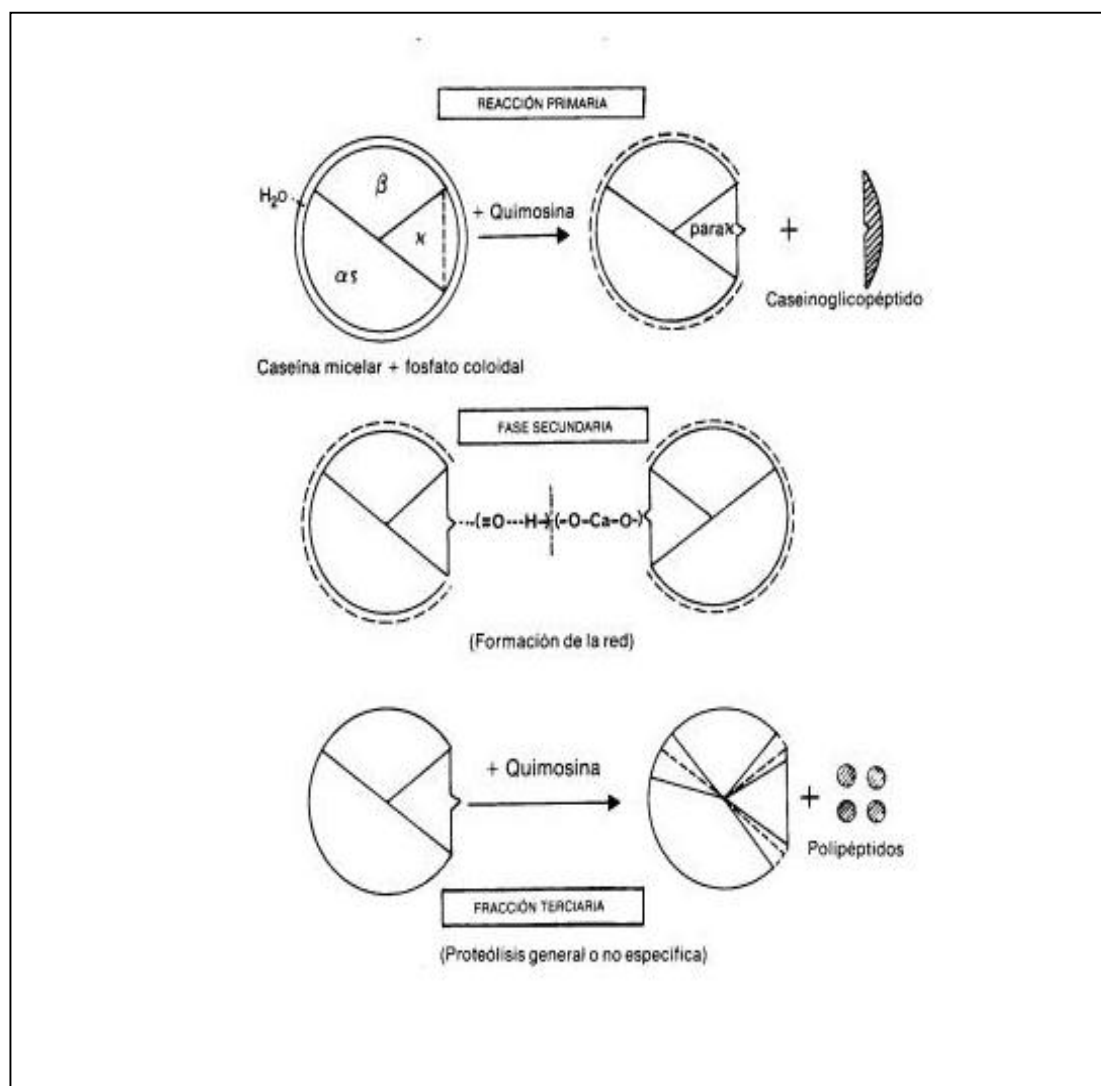 REACCIÓN PRIMARIA
H₂O
β
ϰ
αs
+ Quimosina
paraϰ
+
Caseinoglicopéptido
Caseína micelar + fosfato coloidal
FASE SECUNDARIA
---(≡O---H-)(-O-Ca-O-)
(Formación de la red)
+ Quimosina
+
Polipéptidos
FRACCIÓN TERCIARIA
(Proteólisis general o no específica)